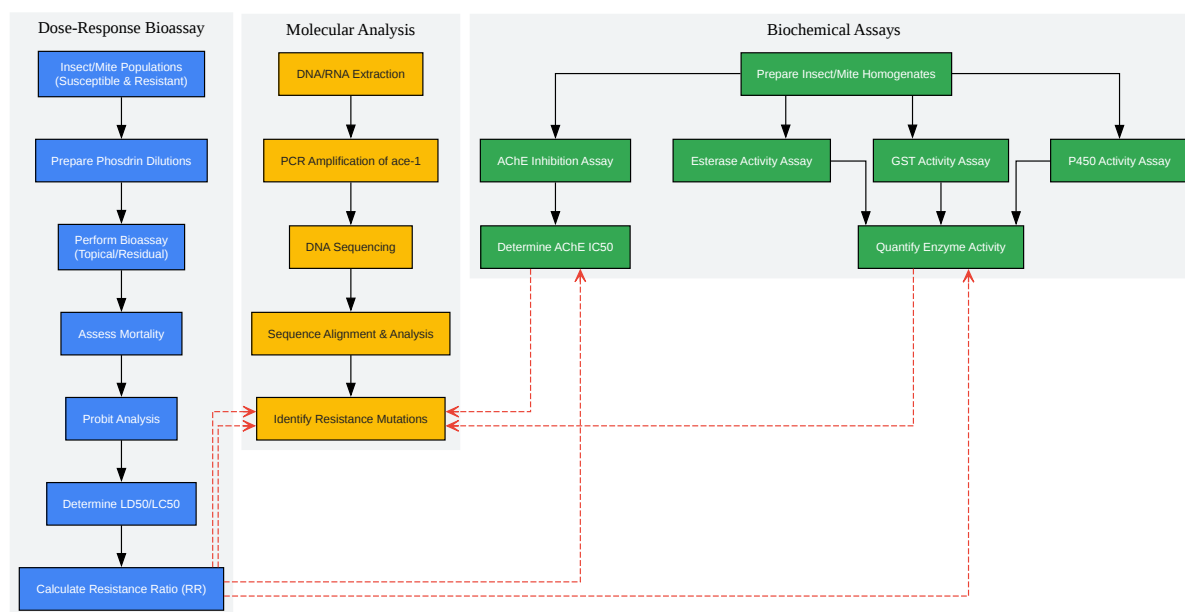 Dose-Response Bioassay
Insect/Mite Populations
(Susceptible & Resistant)
Prepare Phosdrin Dilutions
Perform Bioassay
(Topical/Residual)
Assess Mortality
Probit Analysis
Determine LD50/LC50
Calculate Resistance Ratio (RR)
Molecular Analysis
DNA/RNA Extraction
PCR Amplification of ace-1
DNA Sequencing
Sequence Alignment & Analysis
Identify Resistance Mutations
Biochemical Assays
Prepare Insect/Mite Homogenates
AChE Inhibition Assay
Esterase Activity Assay
GST Activity Assay
P450 Activity Assay
Determine AChE IC50
Quantify Enzyme Activity